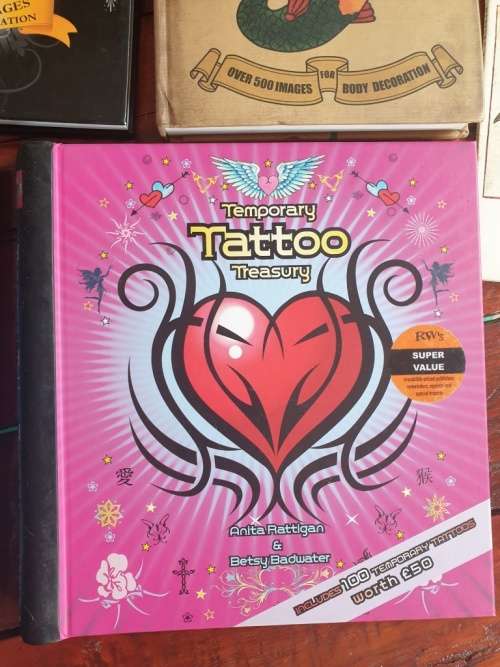 AGES
ATION
OVER 500 IMAGES FOR BODY DECORATION
Temporary
Tattoo
Treasury
RW's
SUPER
VALUE
愛
猴
Anita Rattigan
&
Betsy Badwater
INCLUDES 100 TEMPORARY TATTOOS
WORTH £50